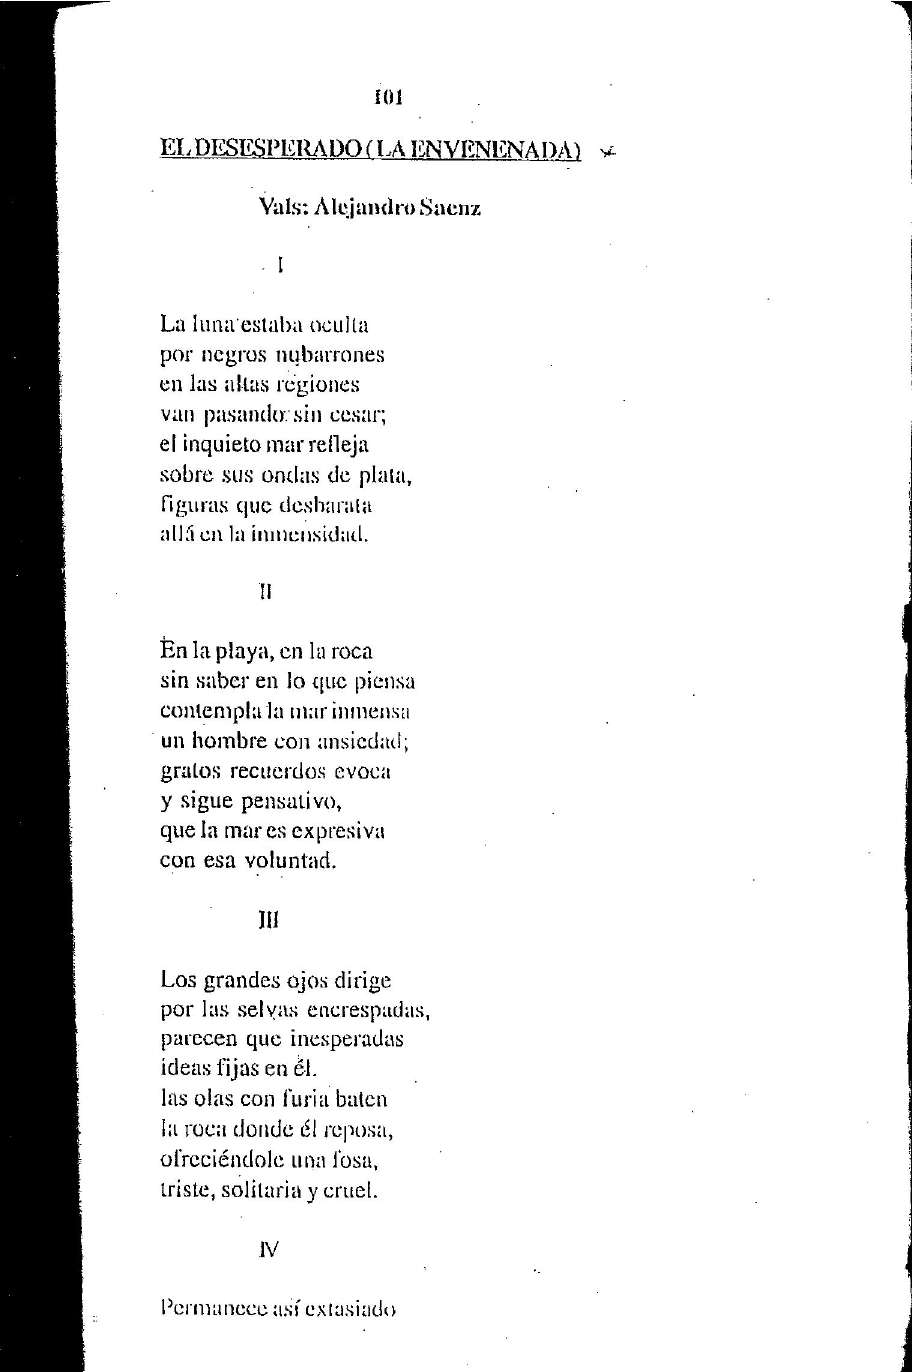 101
EL DESESPERADO (LA ENVENENADA)
Vals: Alejandro Saenz
I
La luna estaba oculta
por negros nubarrones
en las altas regiones
van pasando sin cesar;
el inquieto mar refleja
sobre sus ondas de plata,
figuras que desbarata
allá en la inmensidad.
II
En la playa, en la roca
sin saber en lo que piensa
contempla la mar inmensa
un hombre con ansiedad;
gratos recuerdos evoca
y sigue pensativo,
que la mar es expresiva
con esa voluntad.
III
Los grandes ojos dirige
por las selvas encrespadas,
parecen que inesperadas
ideas fijas en él.
las olas con furia baten
la roca donde él reposa,
ofreciéndole una fosa,
triste, solitaria y cruel.
IV
Permanece así extasiado